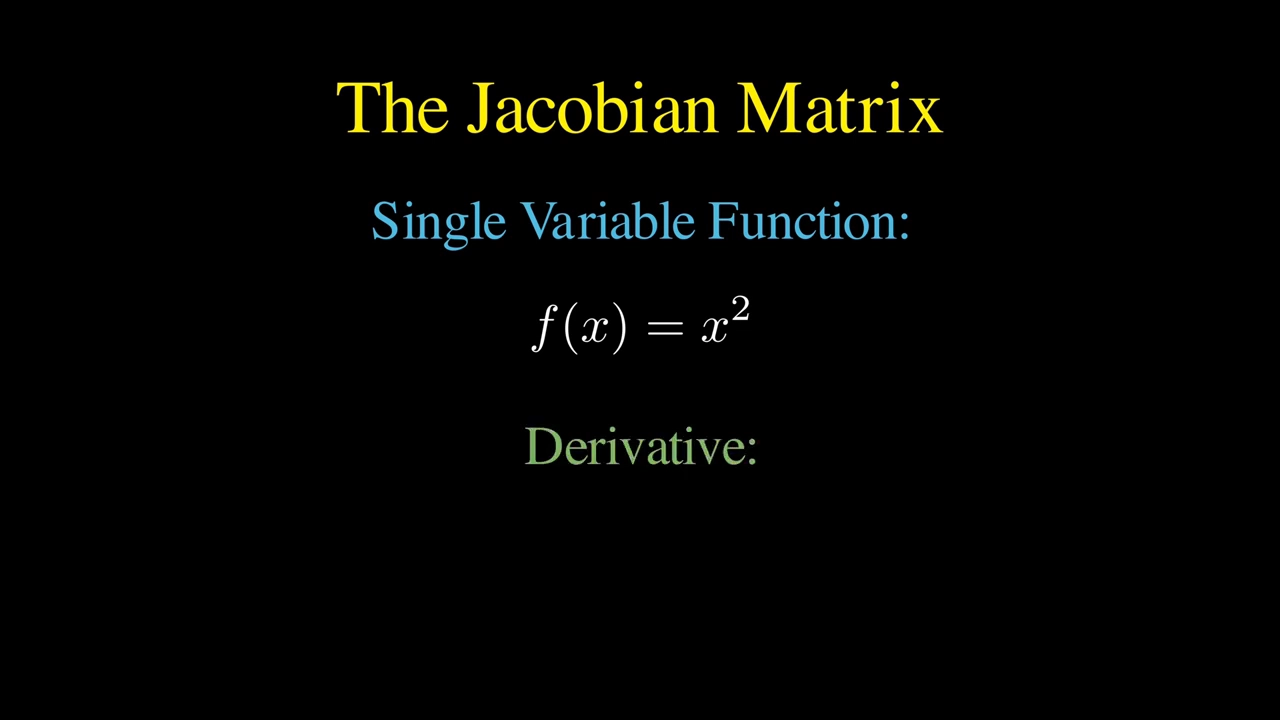 The Jacobian Matrix
Single Variable Function:
f(x) = x²
Derivative: